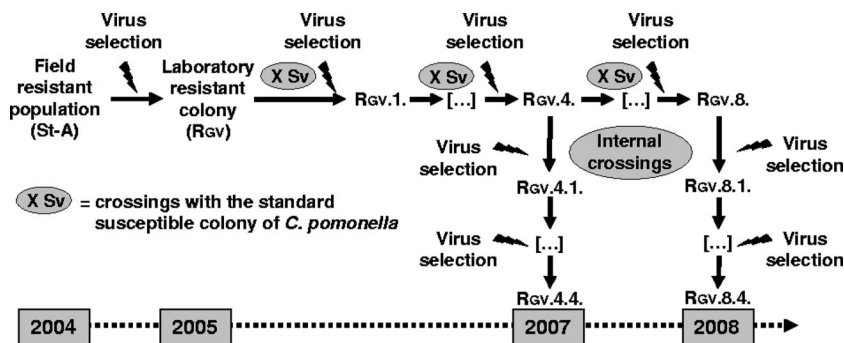 Virus
selection
Virus
selection
Virus
selection
Virus
selection
Field
resistant
population
(St-A)
Laboratory
resistant
colony
(RGV)
X Sv
X Sv
X Sv
RGV.1.
[...]
RGV.4.
[...]
RGV.8.
Virus
selection
Internal
crossings
Virus
selection
RGV.4.1.
RGV.8.1.
X Sv = crossings with the standard
susceptible colony of C. pomonella
Virus
selection
[...]
[...]
Virus
selection
RGV.4.4.
RGV.8.4.
2004
2005
2007
2008